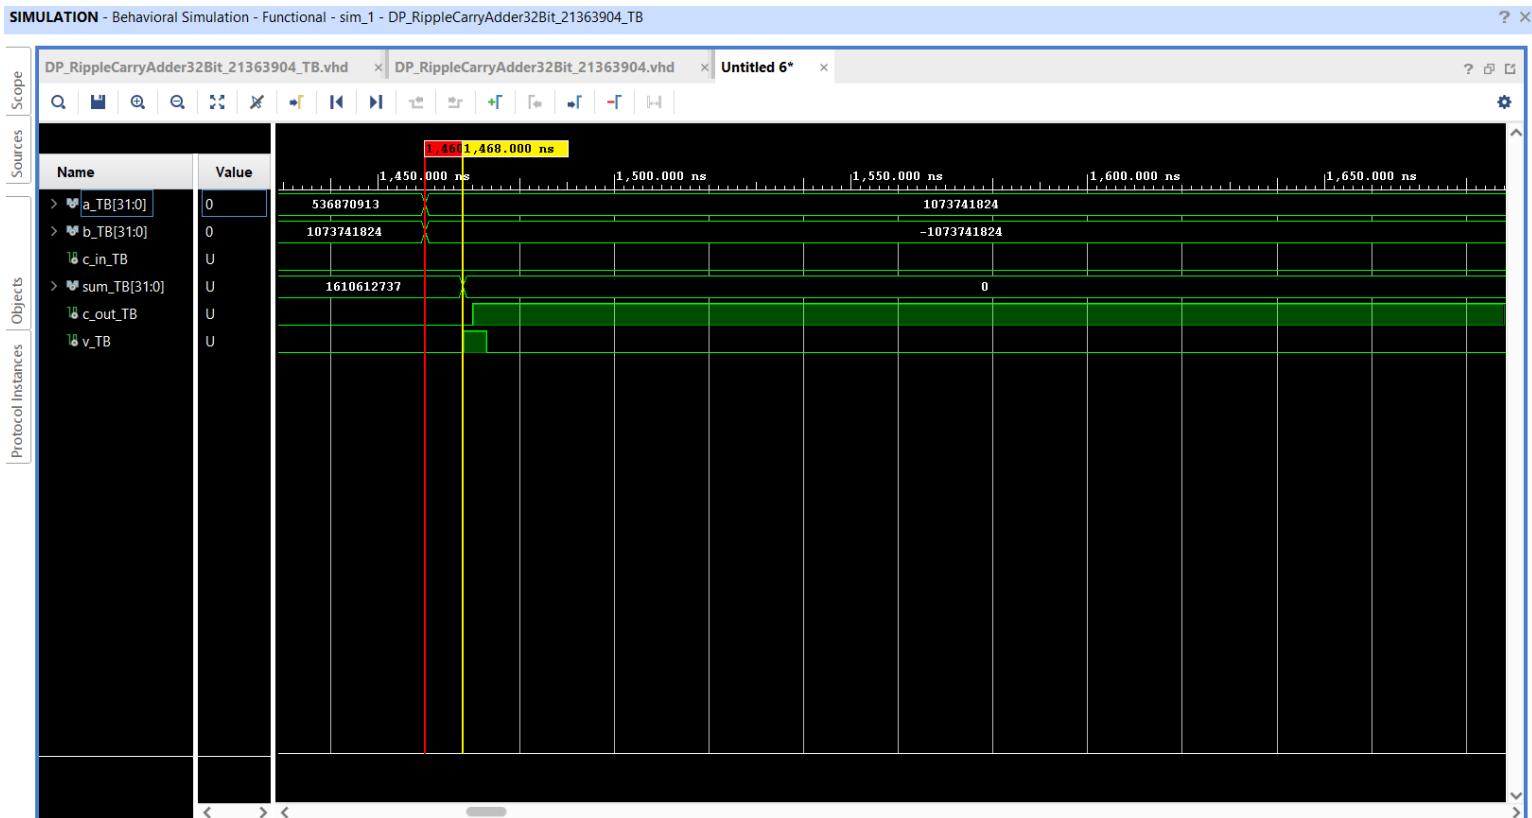 SIMULATION - Behavioral Simulation - Functional - sim_1 - DP_RippleCarryAdder32Bit_21363904_TB ? ×
Scope
Sources
Objects
Protocol Instances
DP_RippleCarryAdder32Bit_21363904_TB.vhd × DP_RippleCarryAdder32Bit_21363904.vhd × Untitled 6* × ?
1,460 1,468.000 ns
Name Value 1,450.000 ns 1,500.000 ns 1,550.000 ns 1,600.000 ns 1,650.000 ns
a_TB[31:0] 0 536870913 1073741824
b_TB[31:0] 0 1073741824 -1073741824
c_in_TB U
sum_TB[31:0] U 1610612737 0
c_out_TB U
v_TB U